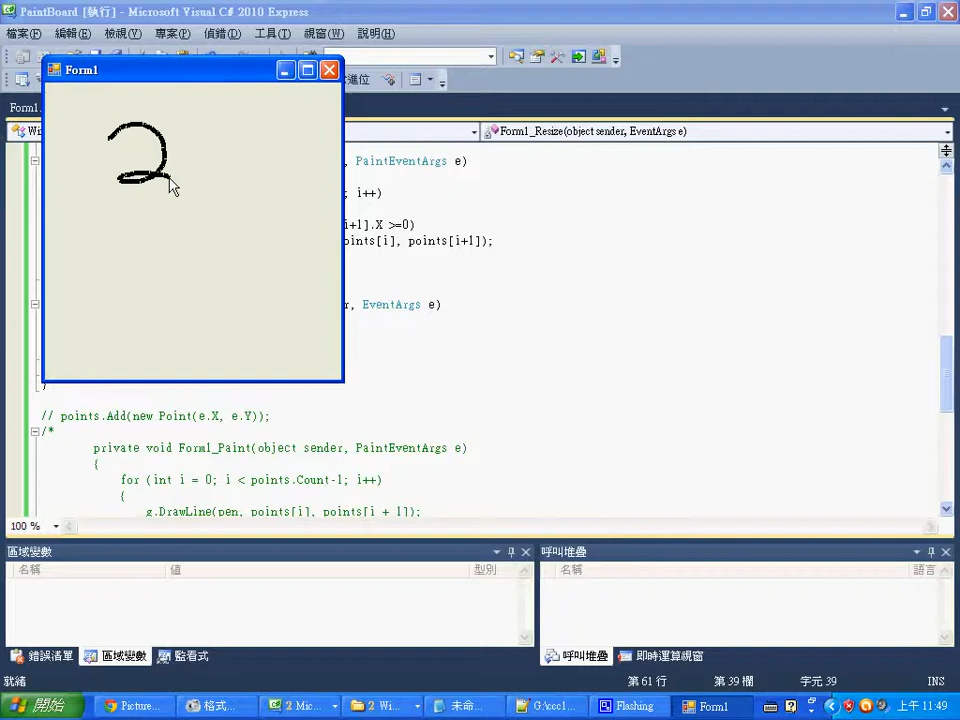 PaintBoard [執行] - Microsoft Visual C# 2010 Express
檔案(F) 編輯(E) 檢視(V) 專案(P) 偵錯(D) 工具(T) 視窗(W) 說明(H)
Form1
進位
Form1
Form1_Resize(object sender, EventArgs e)
2
, PaintEventArgs e)
; i++)
[i+1].X >=0)
points[i], points[i+1]);
r, EventArgs e)
}
// points.Add(new Point(e.X, e.Y));
/*
private void Form1_Paint(object sender, PaintEventArgs e)
{
for (int i = 0; i < points.Count-1; i++)
{
g.DrawLine(pen, points[i], points[i + 1]);
100 %
區域變數 呼叫堆疊
名稱 值 型別 名稱 語言
錯誤清單 區域變數 監看式 呼叫堆疊 即時運算視窗
就緒 第 61 行 第 39 欄 字元 39 INS
開始 Picture... 格式... 2 Mic... 2 Wi... 未命... G:\ccc1... Flashing Form1 上午 11:49